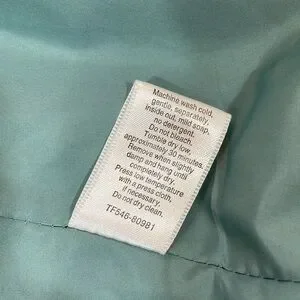 Machine wash cold,
gentle, separately,
inside out, mild soap,
no detergent.
Do not bleach.
Tumble dry low,
approximately 30 minutes.
Remove when slightly
damp and hang until
completely dry.
Press low temperature
with a press cloth,
if necessary.
Do not dry clean.
TF546-80981